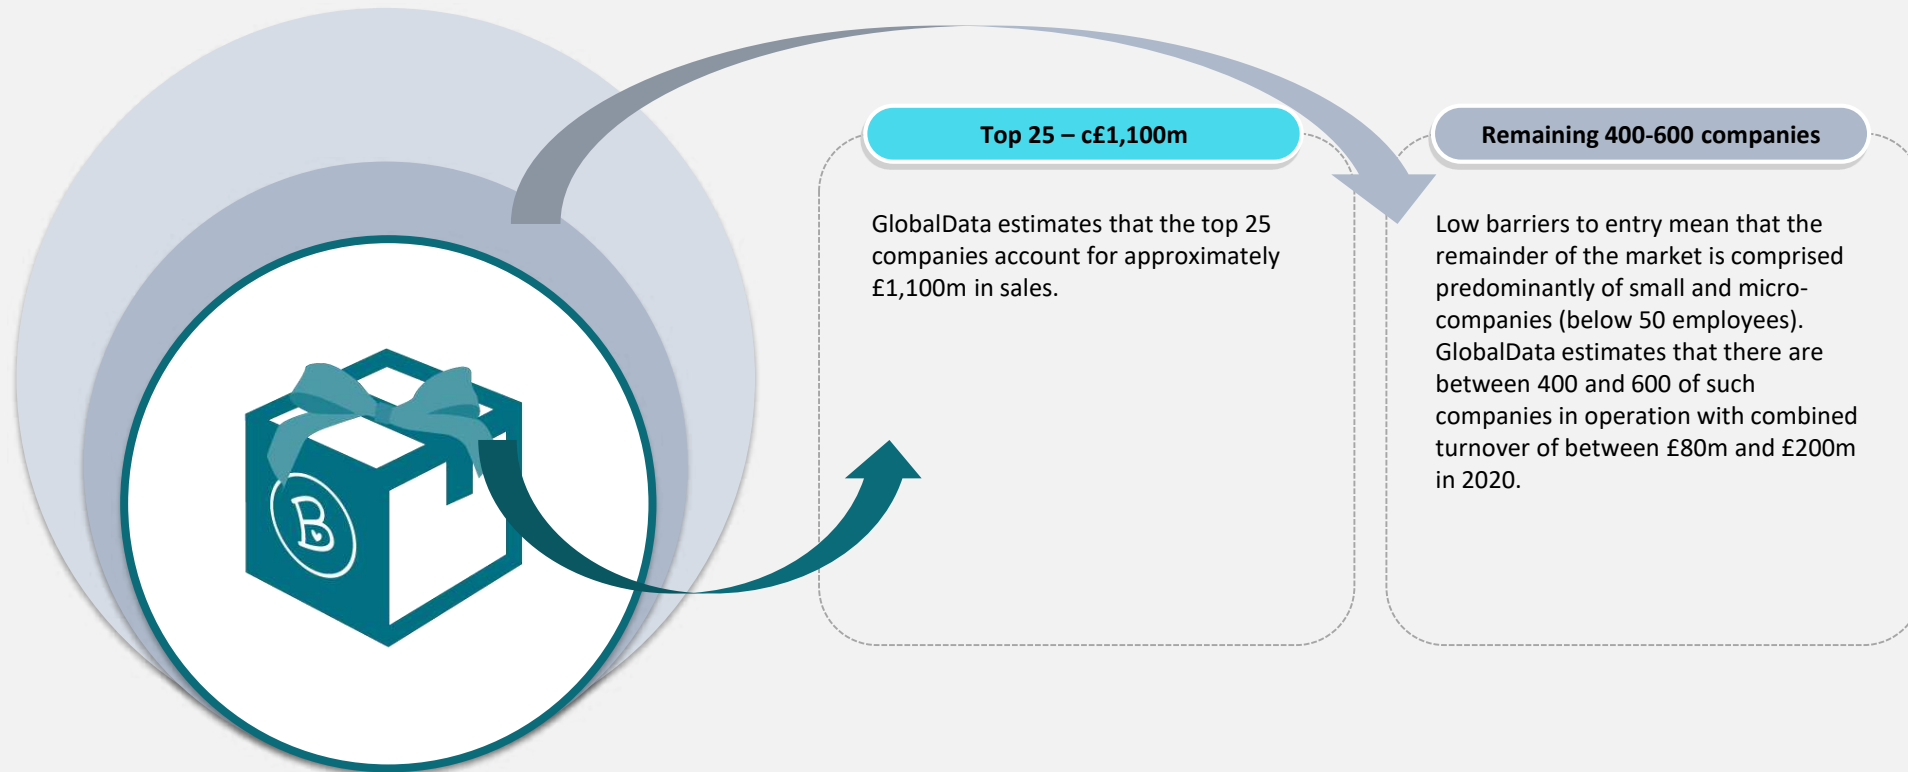 Top 25 – c£1,100m
GlobalData estimates that the top 25
companies account for approximately
£1,100m in sales.
Remaining 400-600 companies
Low barriers to entry mean that the
remainder of the market is comprised
predominantly of small and micro-
companies (below 50 employees).
GlobalData estimates that there are
between 400 and 600 of such
companies in operation with combined
turnover of between £80m and £200m
in 2020.
B